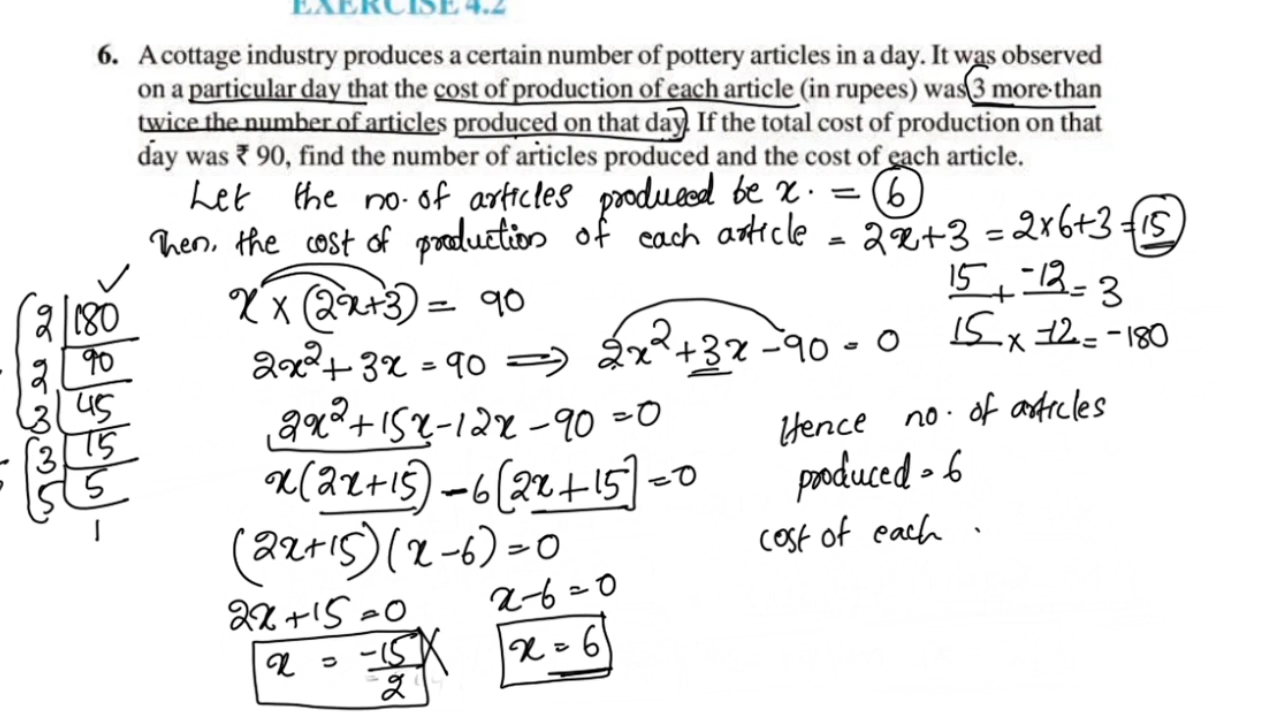 EXERCISE 4.2
6. A cottage industry produces a certain number of pottery articles in a day. It was observed
on a particular day that the cost of production of each article (in rupees) was 3 more than
twice the number of articles produced on that day. If the total cost of production on that
day was ₹ 90, find the number of articles produced and the cost of each article.
Let the no. of articles produced be x. = 6
Then, the cost of production of each article = 2x+3 = 2x6+3 = 15
15 + -12 = 3
15 x -12 = -180
2 | 180
2 | 90
3 | 45
3 | 15
5 | 5
1
x x (2x+3) = 90
2x²+3x = 90 ⟹ 2x²+3x-90 = 0
2x²+15x-12x-90 = 0
x(2x+15) -6[2x+15] = 0
(2x+15)(x-6) = 0
2x+15 = 0
x = -15/2
x-6 = 0
x = 6
Hence no. of articles
produced = 6
cost of each